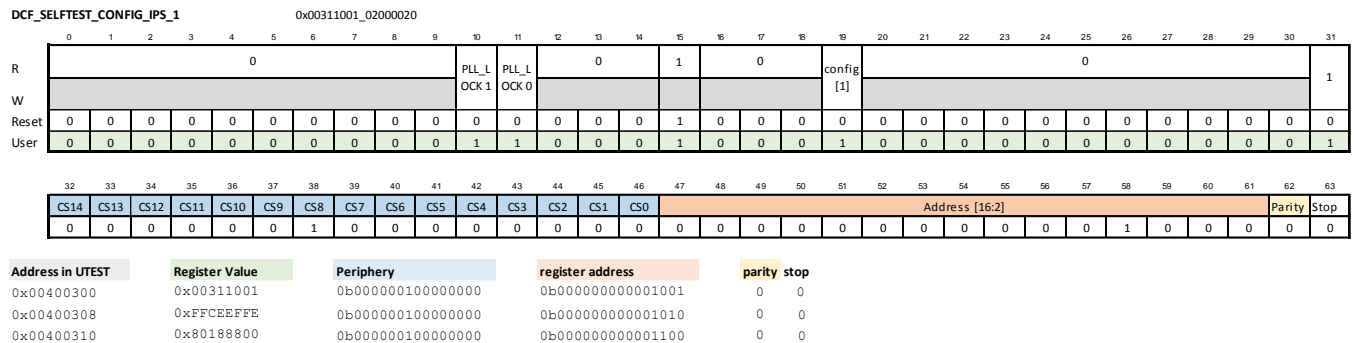 DCF_SELFTEST_CONFIG_IPS_1 0x00311001_02000020
0 1 2 3 4 5 6 7 8 9 10 11 12 13 14 15 16 17 18 19 20 21 22 23 24 25 26 27 28 29 30 31
R 0 PLL_LOCK 1 PLL_LOCK 0 0 1 0 config [1] 0 1
W
Reset 0 0 0 0 0 0 0 0 0 0 0 0 0 0 0 1 0 0 0 0 0 0 0 0 0 0 0 0 0 0 0 0
User 0 0 0 0 0 0 0 0 0 0 1 1 0 0 0 1 0 0 0 1 0 0 0 0 0 0 0 0 0 0 0 1
32 33 34 35 36 37 38 39 40 41 42 43 44 45 46 47 48 49 50 51 52 53 54 55 56 57 58 59 60 61 62 63
CS14 CS13 CS12 CS11 CS10 CS9 CS8 CS7 CS6 CS5 CS4 CS3 CS2 CS1 CS0 Address [16:2] Parity Stop
0 0 0 0 0 0 1 0 0 0 0 0 0 0 0 0 0 0 0 0 0 0 0 0 0 0 1 0 0 0 0 0
Address in UTEST Register Value Periphery register address parity stop
0x00400300 0x00311001 0b000000100000000 0b000000000001001 0 0
0x00400308 0xFFCEEFFE 0b000000100000000 0b000000000001010 0 0
0x00400310 0x80188800 0b000000100000000 0b000000000001100 0 0